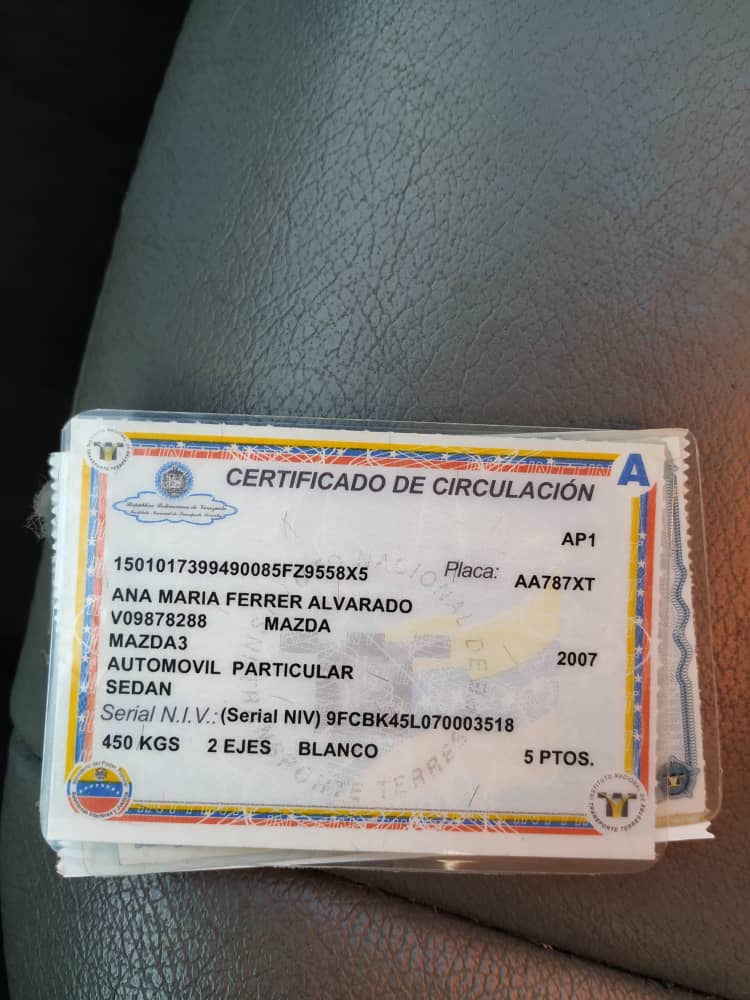 CERTIFICADO DE CIRCULACIÓN
A
República Bolivariana de Venezuela
Instituto Nacional de Transporte Terrestre
AP1
1501017399490085FZ9558X5 Placa: AA787XT
ANA MARIA FERRER ALVARADO
V09878288 MAZDA
MAZDA3 2007
AUTOMOVIL PARTICULAR
SEDAN
Serial N.I.V.: (Serial NIV) 9FCBK45L070003518
450 KGS 2 EJES BLANCO 5 PTOS.
INSTITUTO NACIONAL DE TRANSPORTE TERRESTRE